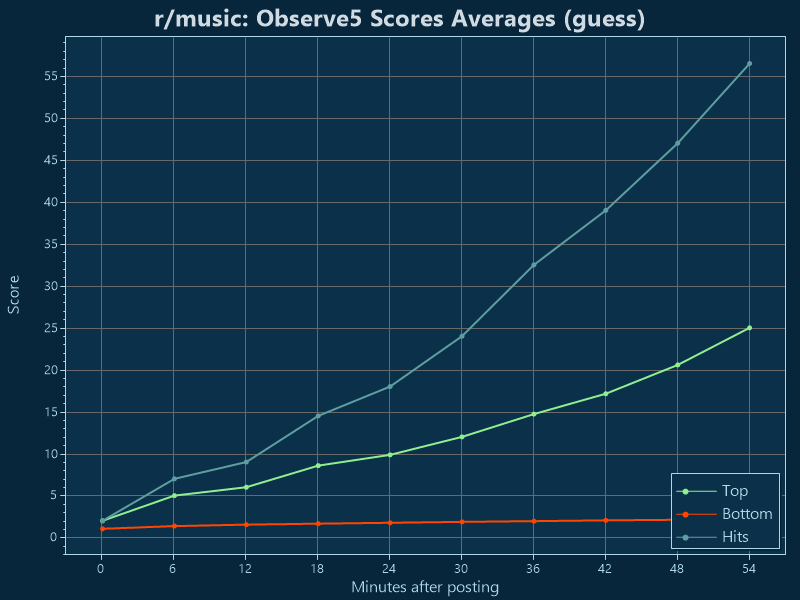 r/music: Observe5 Scores Averages (guess)
55
50
45
40
35
30
25
20
15
10
5
0
Score
0 6 12 18 24 30 36 42 48 54
Minutes after posting
Top
Bottom
Hits